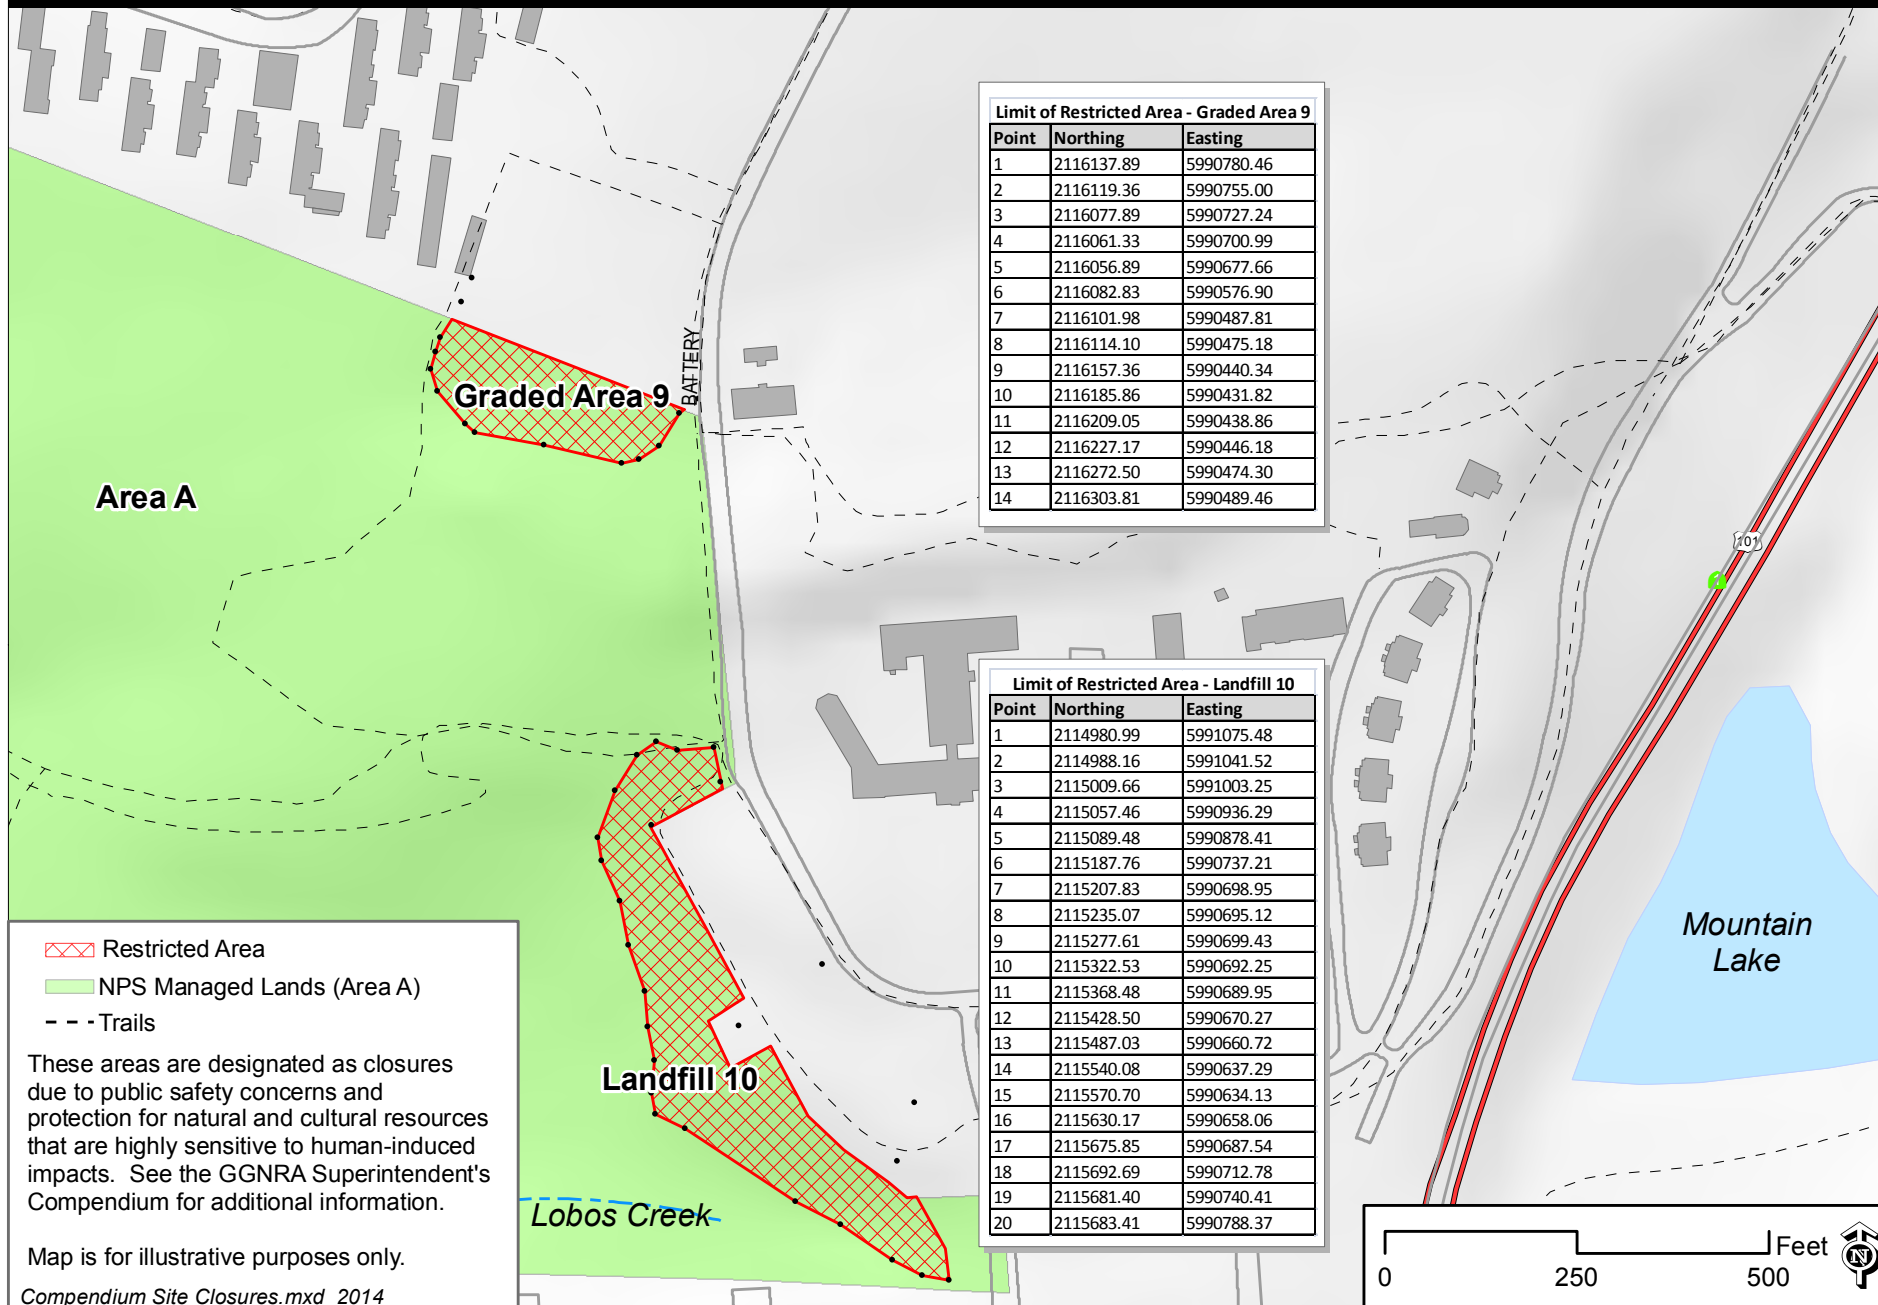 Limit of Restricted Area - Graded Area 9
Point Northing Easting
1 2116137.89 5990780.46
2 2116119.36 5990755.00
3 2116077.89 5990727.24
4 2116061.33 5990700.99
5 2116056.89 5990677.66
6 2116082.83 5990576.90
7 2116101.98 5990487.81
8 2116114.10 5990475.18
9 2116157.36 5990440.34
10 2116185.86 5990431.82
11 2116209.05 5990438.86
12 2116227.17 5990446.18
13 2116272.50 5990474.30
14 2116303.81 5990489.46
BATTERY
Graded Area 9
Area A
101
Limit of Restricted Area - Landfill 10
Point Northing Easting
1 2114980.99 5991075.48
2 2114988.16 5991041.52
3 2115009.66 5991003.25
4 2115057.46 5990936.29
5 2115089.48 5990878.41
6 2115187.76 5990737.21
7 2115207.83 5990698.95
8 2115235.07 5990695.12
9 2115277.61 5990699.43
10 2115322.53 5990692.25
11 2115368.48 5990689.95
12 2115428.50 5990670.27
13 2115487.03 5990660.72
14 2115540.08 5990637.29
15 2115570.70 5990634.13
16 2115630.17 5990658.06
17 2115675.85 5990687.54
18 2115692.69 5990712.78
19 2115681.40 5990740.41
20 2115683.41 5990788.37
Mountain
Lake
Landfill 10
Lobos Creek
Restricted Area
NPS Managed Lands (Area A)
Trails
These areas are designated as closures
due to public safety concerns and
protection for natural and cultural resources
that are highly sensitive to human-induced
impacts. See the GGNRA Superintendent's
Compendium for additional information.
Map is for illustrative purposes only.
Compendium Site Closures.mxd 2014
Feet
0 250 500
N